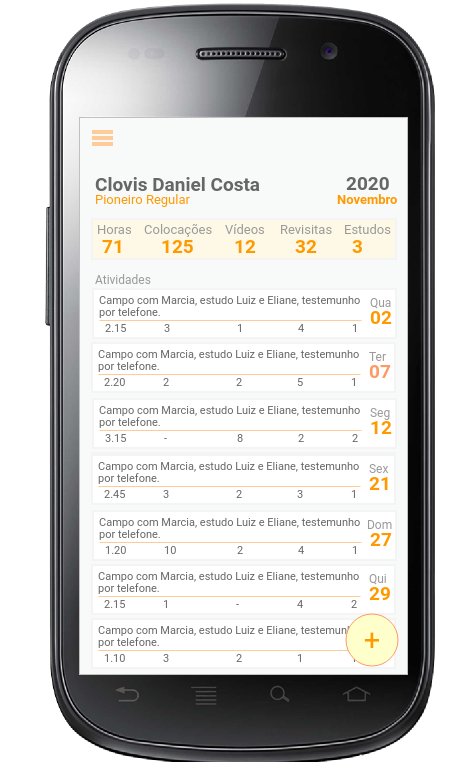 Clovis Daniel Costa 2020
Pioneiro Regular Novembro
Horas Colocações Vídeos Revisitas Estudos
71 125 12 32 3
Atividades
Campo com Marcia, estudo Luiz e Eliane, testemunho Qua
por telefone. 02
2.15 3 1 4 1
Campo com Marcia, estudo Luiz e Eliane, testemunho Ter
por telefone. 07
2.20 2 2 5 1
Campo com Marcia, estudo Luiz e Eliane, testemunho Seg
por telefone. 12
3.15 - 8 2 2
Campo com Marcia, estudo Luiz e Eliane, testemunho Sex
por telefone. 21
2.45 3 2 3 1
Campo com Marcia, estudo Luiz e Eliane, testemunho Dom
por telefone. 27
1.20 10 2 4 1
Campo com Marcia, estudo Luiz e Eliane, testemunho Qui
por telefone. 29
2.15 1 - 4 2
Campo com Marcia, estudo Luiz e Eliane,
por telefone. +
1.10 3 2 1